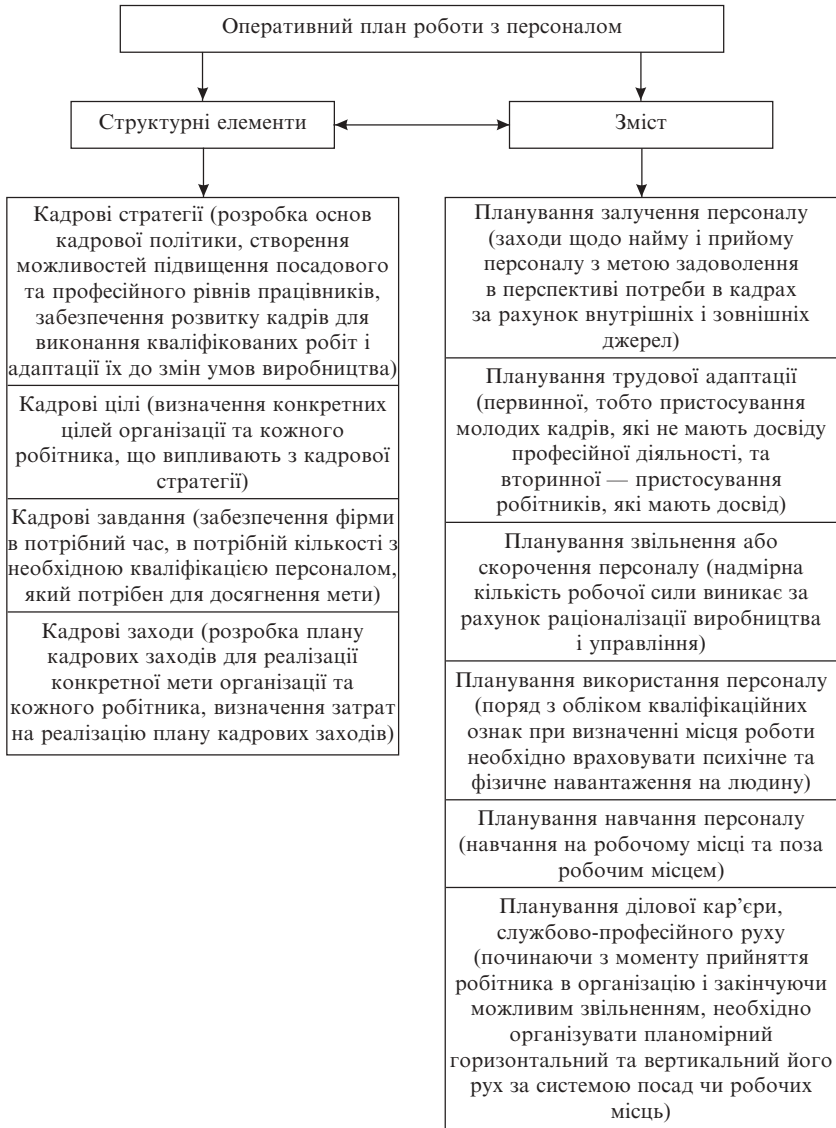 Оперативний план роботи з персоналом
Структурні елементи
Зміст
Кадрові стратегії (розробка основ
кадрової політики, створення
можливостей підвищення посадового
та професійного рівнів працівників,
забезпечення розвитку кадрів для
виконання кваліфікованих робіт і
адаптації їх до змін умов виробництва)
Кадрові цілі (визначення конкретних
цілей організації та кожного
робітника, що випливають з кадрової
стратегії)
Кадрові завдання (забезпечення фірми
в потрібний час, в потрібній кількості з
необхідною кваліфікацією персоналом,
який потрібен для досягнення мети)
Кадрові заходи (розробка плану
кадрових заходів для реалізації
конкретної мети організації та
кожного робітника, визначення затрат
на реалізацію плану кадрових заходів)
Планування залучення персоналу
(заходи щодо найму і прийому
персоналу з метою задоволення
в перспективі потреби в кадрах
за рахунок внутрішніх і зовнішніх
джерел)
Планування трудової адаптації
(первинної, тобто пристосування
молодих кадрів, які не мають досвіду
професійної діяльності, та
вторинної — пристосування
робітників, які мають досвід)
Планування звільнення або
скорочення персоналу (надмірна
кількість робочої сили виникає за
рахунок раціоналізації виробництва
і управління)
Планування використання персоналу
(поряд з обліком кваліфікаційних
ознак при визначенні місця роботи
необхідно враховувати психічне та
фізичне навантаження на людину)
Планування навчання персоналу
(навчання на робочому місці та поза
робочим місцем)
Планування ділової кар’єри,
службово-професійного руху
(починаючи з моменту прийняття
робітника в організацію і закінчуючи
можливим звільненням, необхідно
організувати планомірний
горизонтальний та вертикальний його
рух за системою посад чи робочих
місць)